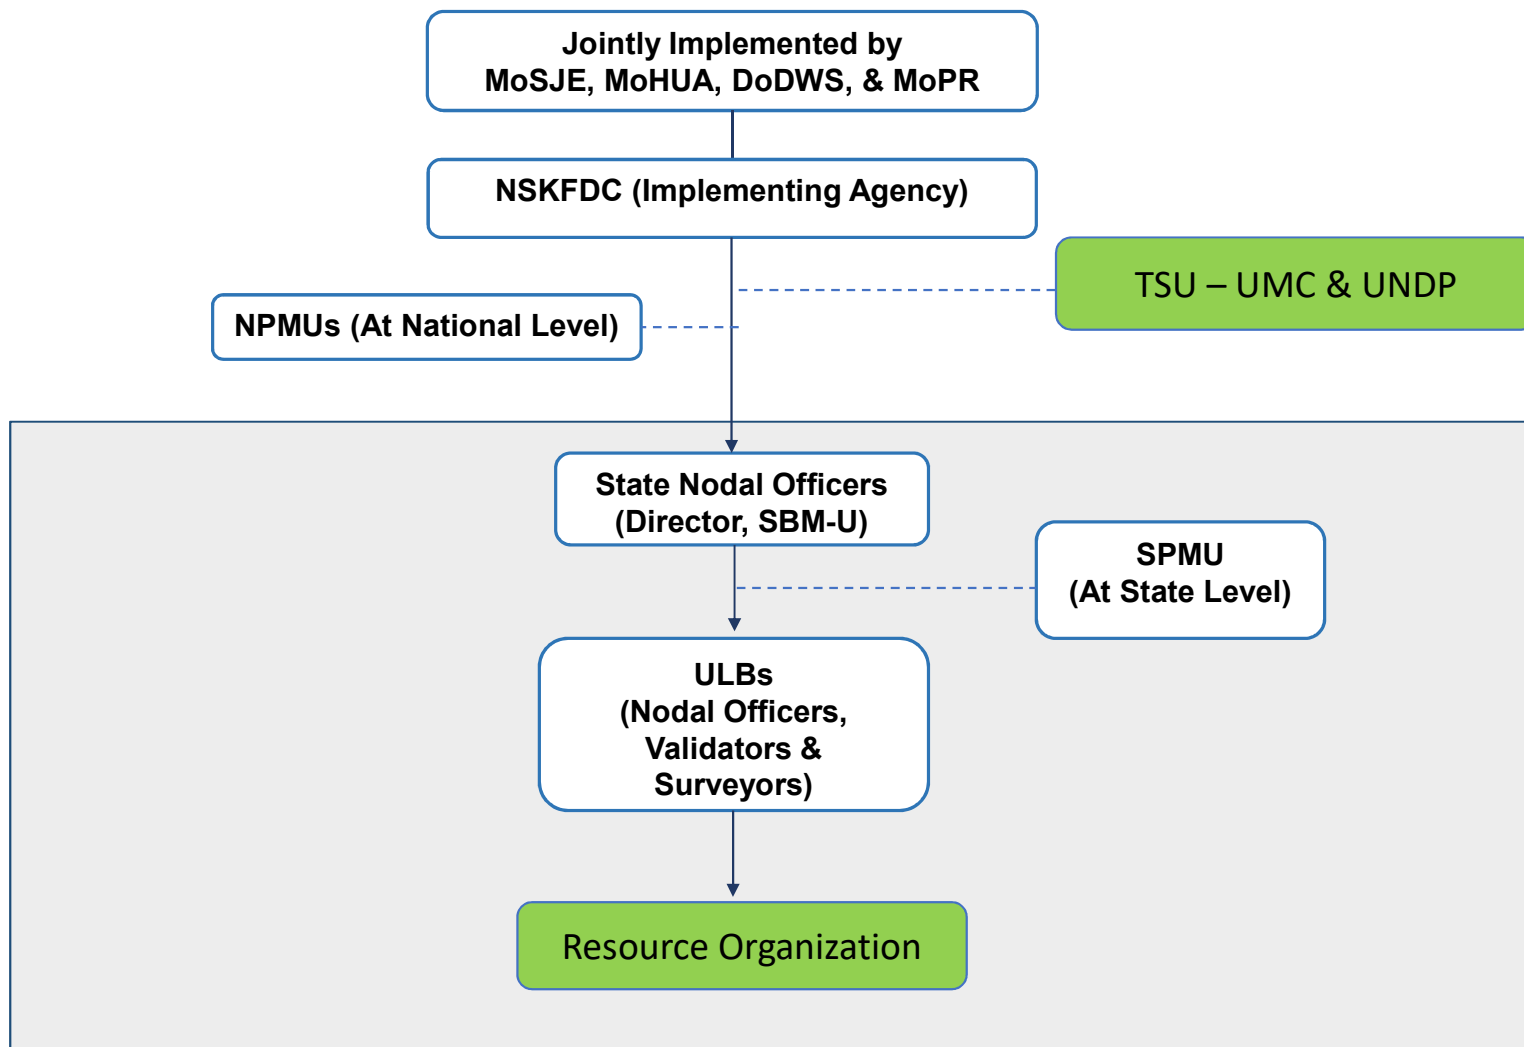 Jointly Implemented by
MoSJE, MoHUA, DoDWS, & MoPR
NSKFDC (Implementing Agency)
TSU – UMC & UNDP
NPMUs (At National Level)
State Nodal Officers
(Director, SBM-U)
SPMU
(At State Level)
ULBs
(Nodal Officers,
Validators &
Surveyors)
Resource Organization